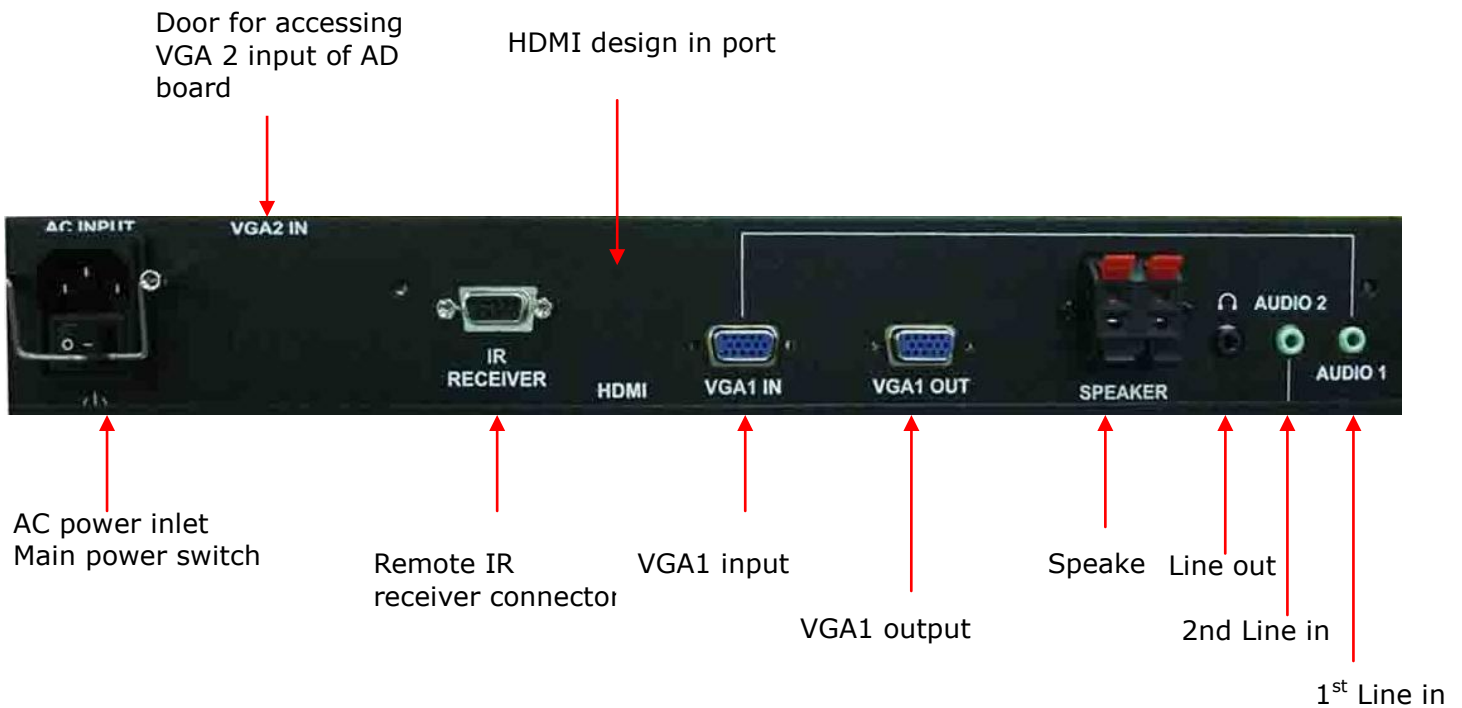 Door for accessing
VGA 2 input of AD
board
HDMI design in port
AC INPUT
VGA2 IN
IR
RECEIVER
HDMI
VGA1 IN
VGA1 OUT
SPEAKER
AUDIO 2
AUDIO 1
AC power inlet
Main power switch
Remote IR
receiver connector
VGA1 input
VGA1 output
Speake
Line out
2nd Line in
1st Line in